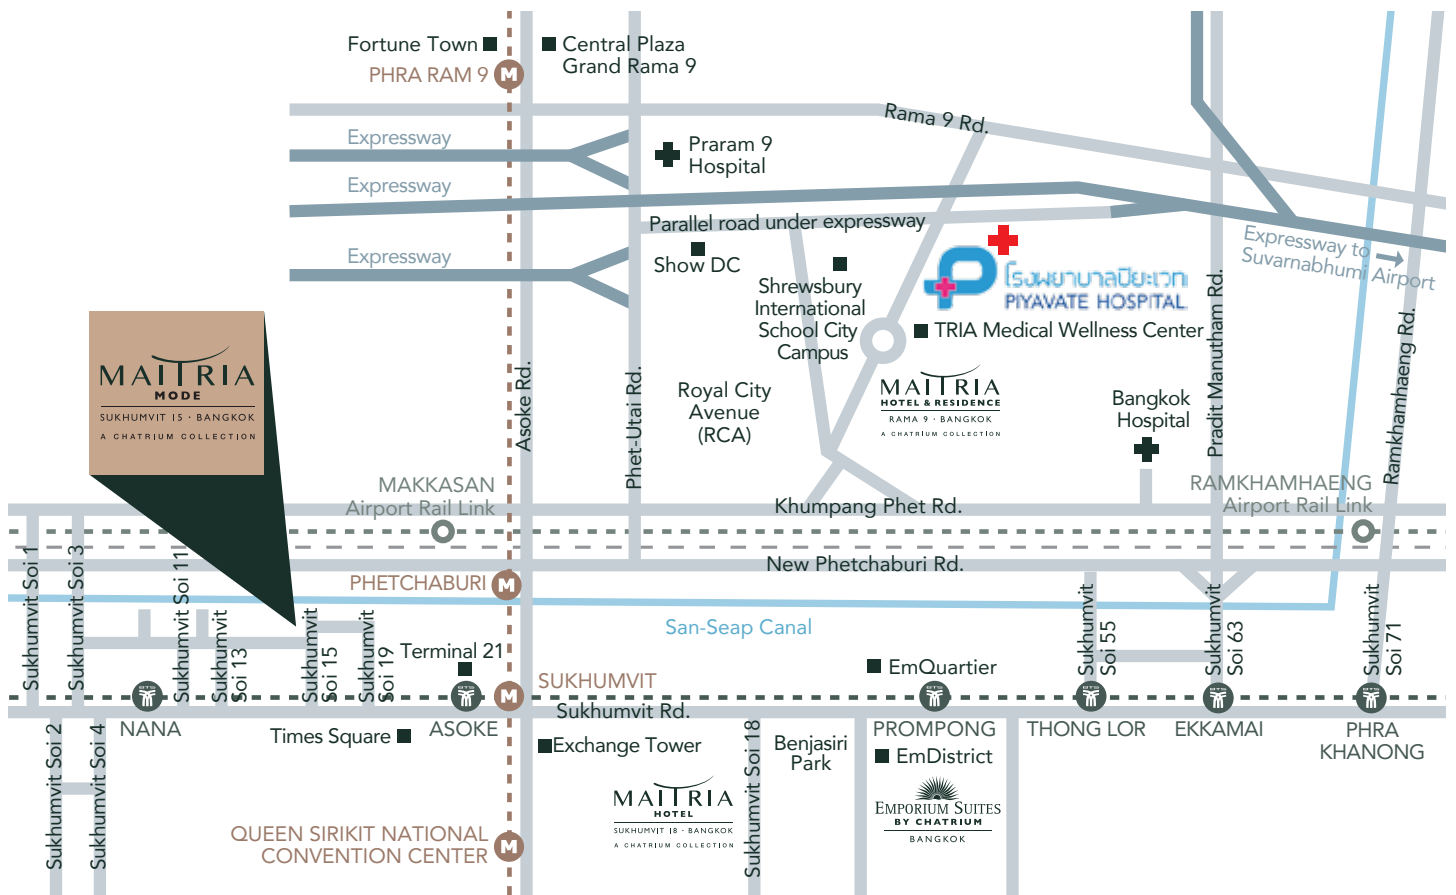 Fortune Town
Central Plaza
Grand Rama 9
PHRA RAM 9
M
Rama 9 Rd.
Expressway
Praram 9
Hospital
Expressway
Parallel road under expressway
Expressway
Show DC
Shrewsbury
International
School City
Campus
โรงพยาบาลปิยะเวท
PIYAVATE HOSPITAL
Expressway to
Suvarnabhumi Airport
TRIA Medical Wellness Center
MAITRIA
MODE
SUKHUMVIT 15 · BANGKOK
A CHATRIUM COLLECTION
Asoke Rd.
Phet-Utai Rd.
Royal City
Avenue
(RCA)
MAITRIA
HOTEL & RESIDENCE
RAMA 9 · BANGKOK
A CHATRIUM COLLECTION
Bangkok
Hospital
Pradit Manutham Rd.
Ramkhamhaeng Rd.
MAKKASAN
Airport Rail Link
Khumpang Phet Rd.
RAMKHAMHAENG
Airport Rail Link
New Phetchaburi Rd.
PHETCHABURI
M
San-Seap Canal
Sukhumvit Soi 1
Sukhumvit Soi 3
Sukhumvit Soi 11
Sukhumvit
Soi 13
Sukhumvit
Soi 15
Sukhumvit
Soi 19
Terminal 21
SUKHUMVIT
M
Sukhumvit Rd.
EmQuartier
Sukhumvit
Soi 55
Sukhumvit
Soi 63
Sukhumvit
Soi 71
BTS
NANA
BTS
ASOKE
BTS
PROMPONG
BTS
THONG LOR
BTS
EKKAMAI
BTS
PHRA
KHANONG
Times Square
Exchange Tower
Benjasiri
Park
EmDistrict
Sukhumvit Soi 2
Sukhumvit Soi 4
Sukhumvit Soi 18
MAITRIA
HOTEL
SUKHUMVIT 18 · BANGKOK
A CHATRIUM COLLECTION
EMPORIUM SUITES
BY CHATRIUM
BANGKOK
QUEEN SIRIKIT NATIONAL
CONVENTION CENTER
M